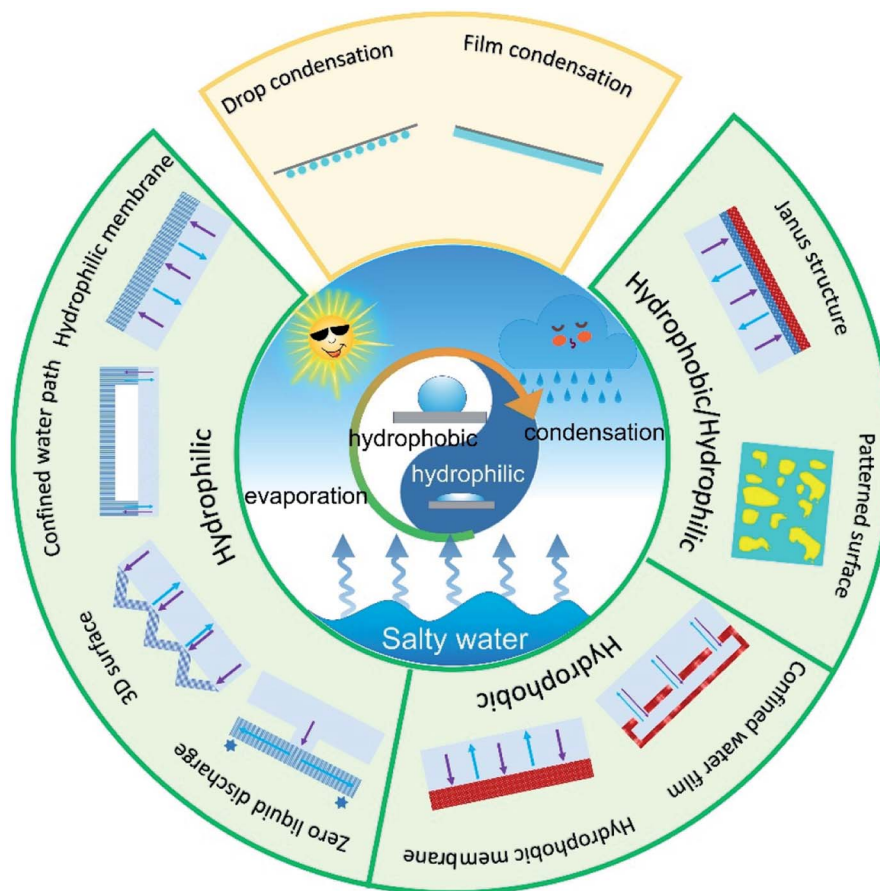 Drop condensation
Film condensation
Janus structure
Patterned surface
Hydrophobic/Hydrophilic
Confined water film
Hydrophobic membrane
Hydrophobic
Zero liquid discharge
3D surface
Confined water path
Hydrophilic membrane
Hydrophilic
hydrophobic
condensation
hydrophilic
evaporation
Salty water